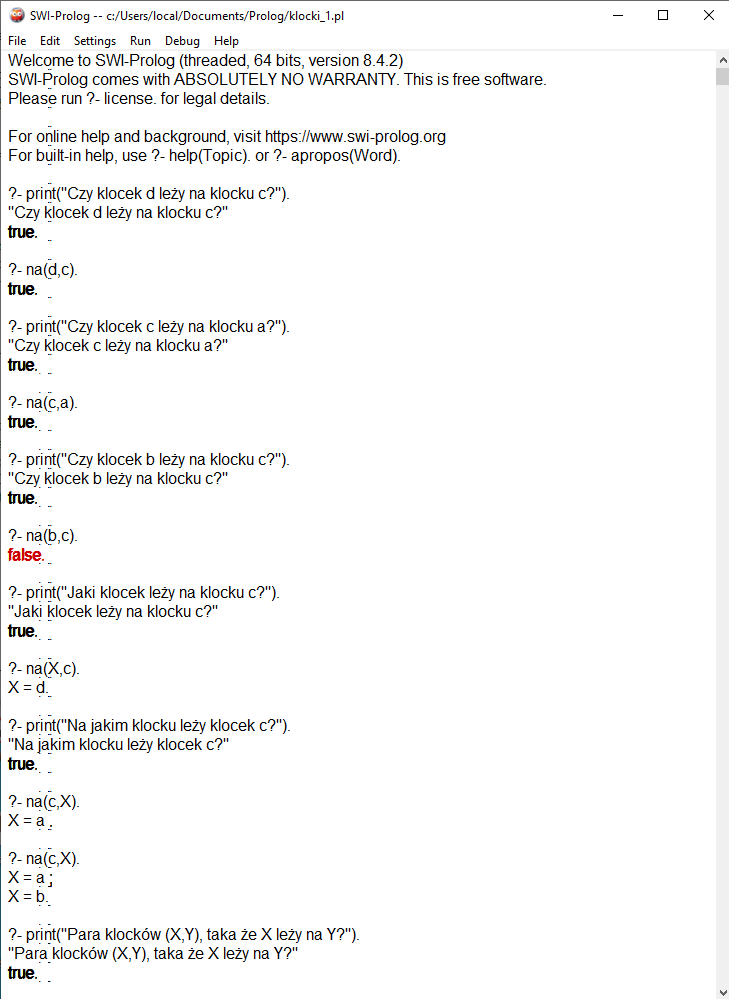 SWI-Prolog -- c:/Users/local/Documents/Prolog/klocki_1.pl
File Edit Settings Run Debug Help
Welcome to SWI-Prolog (threaded, 64 bits, version 8.4.2)
SWI-Prolog comes with ABSOLUTELY NO WARRANTY. This is free software.
Please run ?- license. for legal details.
For online help and background, visit https://www.swi-prolog.org
For built-in help, use ?- help(Topic). or ?- apropos(Word).
?- print("Czy klocek d leży na klocku c?").
"Czy klocek d leży na klocku c?"
true.
?- na(d,c).
true.
?- print("Czy klocek c leży na klocku a?").
"Czy klocek c leży na klocku a?"
true.
?- na(c,a).
true.
?- print("Czy klocek b leży na klocku c?").
"Czy klocek b leży na klocku c?"
true.
?- na(b,c).
false.
?- print("Jaki klocek leży na klocku c?").
"Jaki klocek leży na klocku c?"
true.
?- na(X,c).
X = d.
?- print("Na jakim klocku leży klocek c?").
"Na jakim klocku leży klocek c?"
true.
?- na(c,X).
X = a .
?- na(c,X).
X = a ;
X = b.
?- print("Para klocków (X,Y), taka że X leży na Y?").
"Para klocków (X,Y), taka że X leży na Y?"
true.